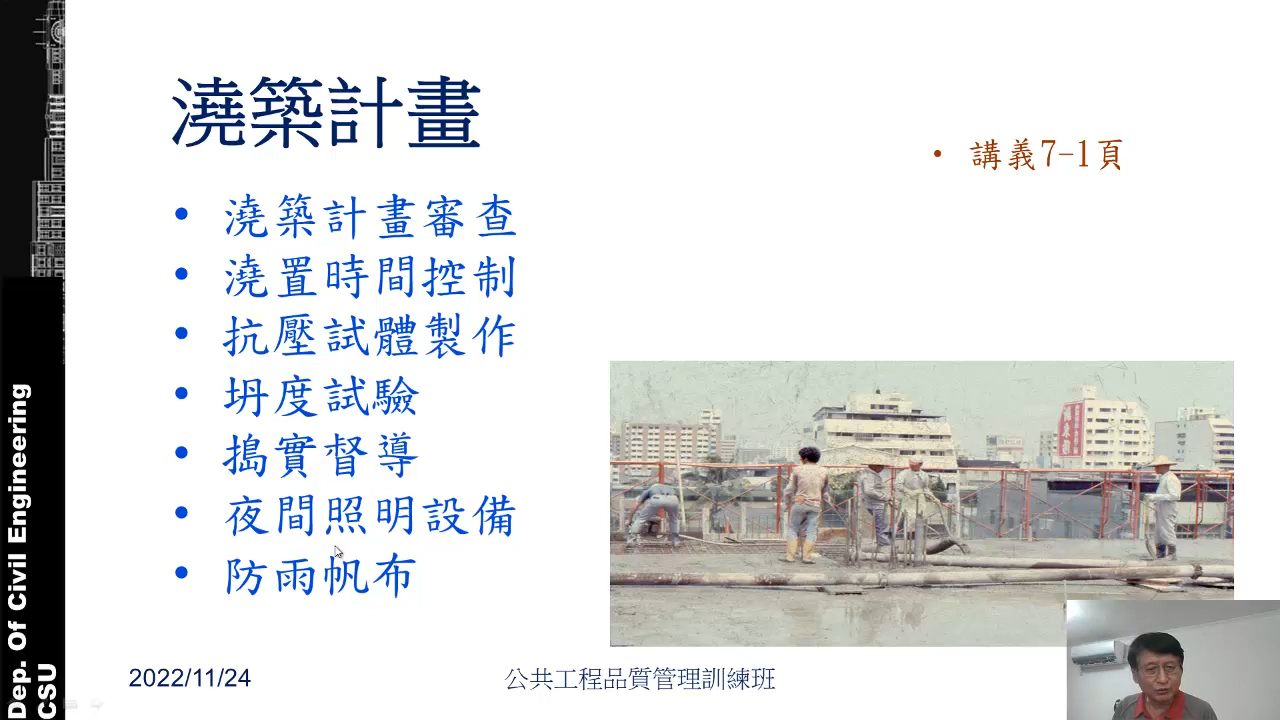 澆築計畫
• 講義7-1頁
• 澆築計畫審查
• 澆置時間控制
• 抗壓試體製作
• 坍度試驗
• 搗實督導
• 夜間照明設備
• 防雨帆布
2022/11/24
公共工程品質管理訓練班
Dep. Of Civil Engineering
CSU